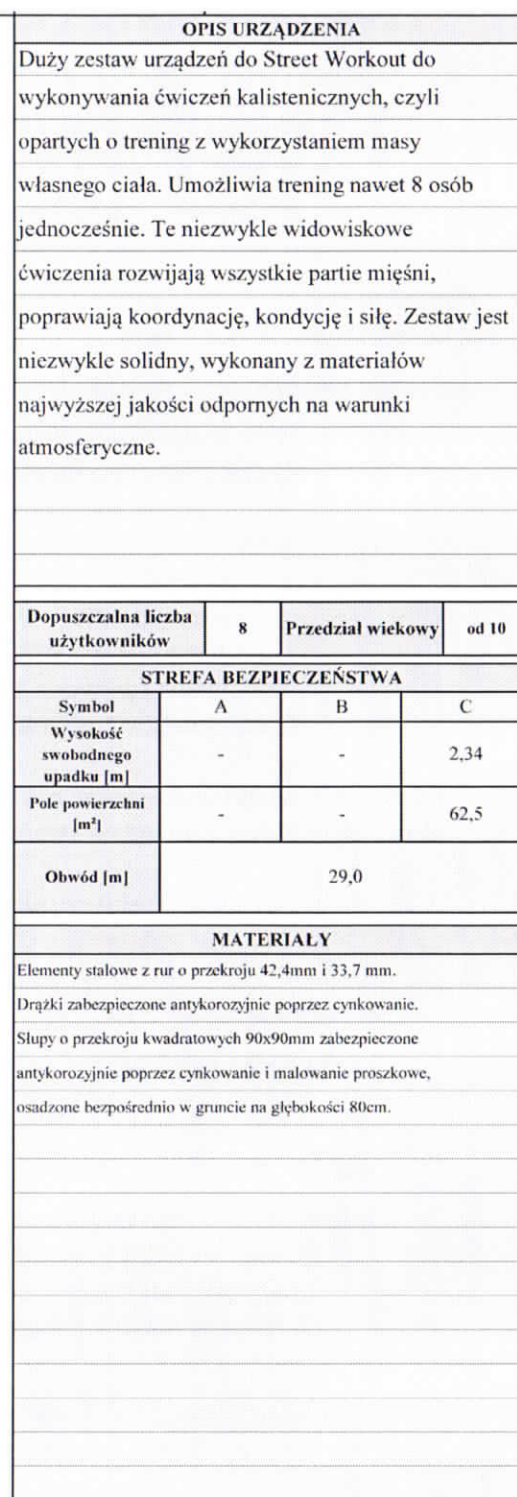 OPIS URZĄDZENIA
Duży zestaw urządzeń do Street Workout do
wykonywania ćwiczeń kalistenicznych, czyli
opartych o trening z wykorzystaniem masy
własnego ciała. Umożliwia trening nawet 8 osób
jednocześnie. Te niezwykle widowiskowe
ćwiczenia rozwijają wszystkie partie mięśni,
poprawiają koordynację, kondycję i siłę. Zestaw jest
niezwykle solidny, wykonany z materiałów
najwyższej jakości odpornych na warunki
atmosferyczne.
Dopuszczalna liczba
użytkowników 8 Przedział wiekowy od 10
STREFA BEZPIECZEŃSTWA
Symbol A B C
Wysokość
swobodnego
upadku [m] - - 2,34
Pole powierzchni
[m²] - - 62,5
Obwód [m] 29,0
MATERIAŁY
Elementy stalowe z rur o przekroju 42,4mm i 33,7 mm.
Drążki zabezpieczone antykorozyjnie poprzez cynkowanie.
Słupy o przekroju kwadratowych 90x90mm zabezpieczone
antykorozyjnie poprzez cynkowanie i malowanie proszkowe,
osadzone bezpośrednio w gruncie na głębokości 80cm.